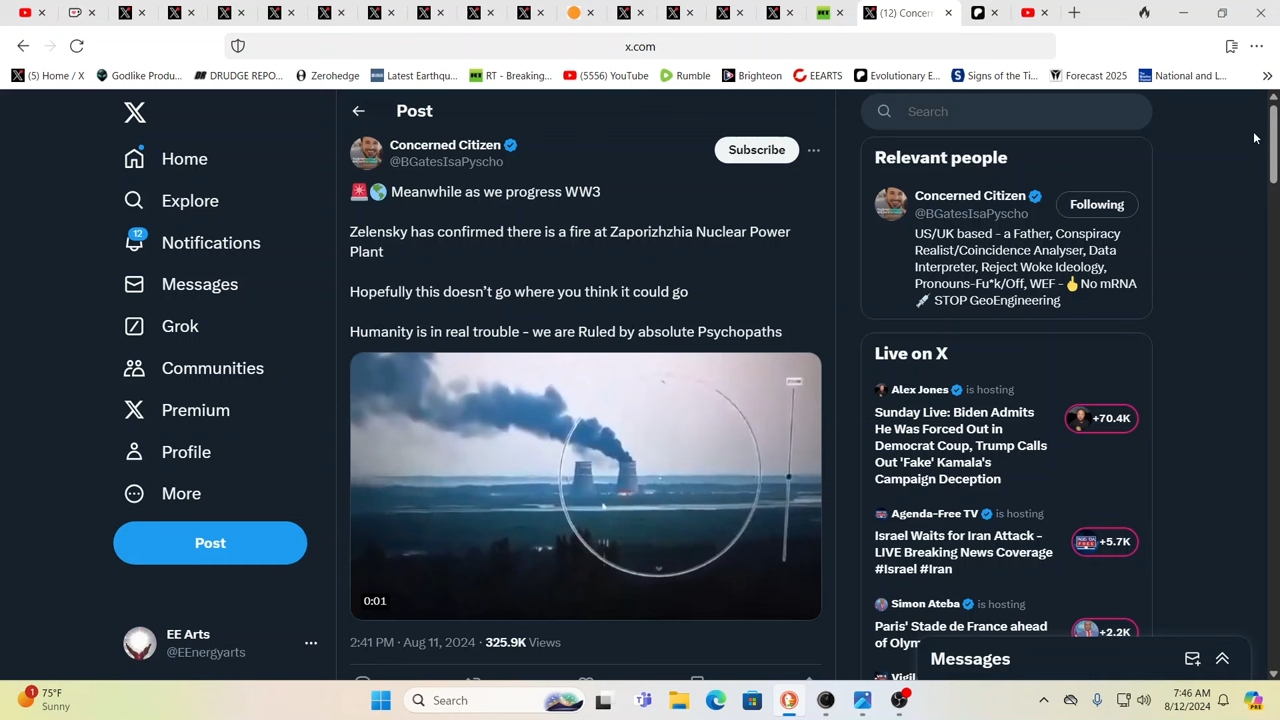 x.com
(5) Home / X
Godlike Produ...
DRUDGE REPO...
Zerohedge
Latest Earthqu...
RT - Breaking...
(5556) YouTube
Rumble
Brighteon
EEARTS
Evolutionary E...
Signs of the Ti...
Forecast 2025
National and L...
(12) Concern
Home
Explore
12
Notifications
Messages
Grok
Communities
Premium
Profile
More
Post
EE Arts
@EEnergyarts
Post
Concerned Citizen
@BGatesIsaPyscho
Subscribe
Meanwhile as we progress WW3
Zelensky has confirmed there is a fire at Zaporizhzhia Nuclear Power
Plant
Hopefully this doesn’t go where you think it could go
Humanity is in real trouble - we are Ruled by absolute Psychopaths
0:01
2:41 PM · Aug 11, 2024 · 325.9K Views
Search
Relevant people
Concerned Citizen
@BGatesIsaPyscho
Following
US/UK based - a Father, Conspiracy
Realist/Coincidence Analyser, Data
Interpreter, Reject Woke Ideology,
Pronouns-Fu*k/Off, WEF - 👆No mRNA
STOP GeoEngineering
Live on X
Alex Jones is hosting
Sunday Live: Biden Admits
He Was Forced Out in
Democrat Coup, Trump Calls
Out 'Fake' Kamala's
Campaign Deception
+70.4K
Agenda-Free TV is hosting
Israel Waits for Iran Attack -
LIVE Breaking News Coverage
#Israel #Iran
+5.7K
Simon Ateba is hosting
Paris' Stade de France ahead
of Olym
+2.2K
Messages
1
75°F
Sunny
Search
7:46 AM
8/12/2024